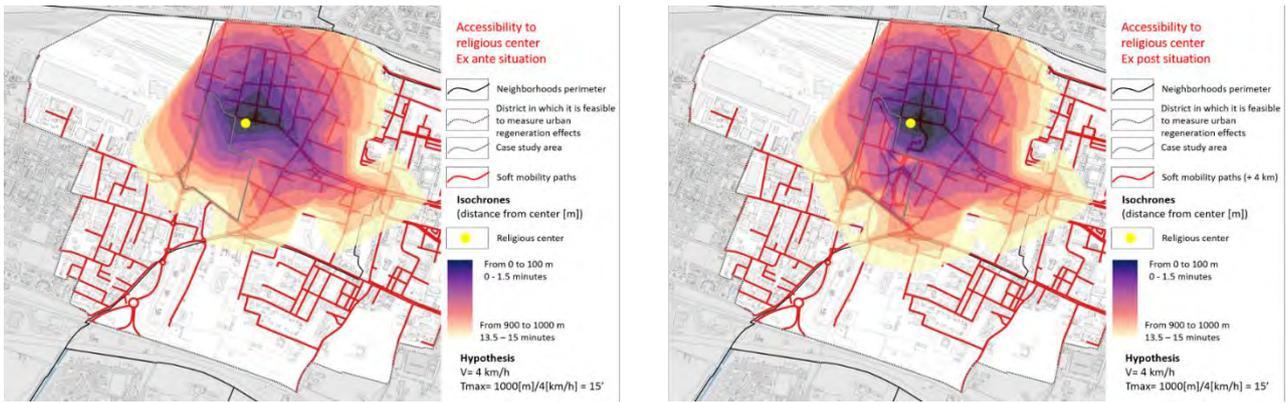 Accessibility to
religious center
Ex ante situation
Neighborhoods perimeter
District in which it is feasible
to measure urban
regeneration effects
Case study area
Soft mobility paths
Isochrones
(distance from center [m])
Religious center
From 0 to 100 m
0 - 1.5 minutes
From 900 to 1000 m
13.5 – 15 minutes
Hypothesis
V= 4 km/h
Tmax= 1000[m]/4[km/h] = 15'
Accessibility to
religious center
Ex post situation
Neighborhoods perimeter
District in which it is feasible
to measure urban
regeneration effects
Case study area
Soft mobility paths (+ 4 km)
Isochrones
(distance from center [m])
Religious center
From 0 to 100 m
0 - 1.5 minutes
From 900 to 1000 m
13.5 – 15 minutes
Hypothesis
V= 4 km/h
Tmax= 1000[m]/4[km/h] = 15'